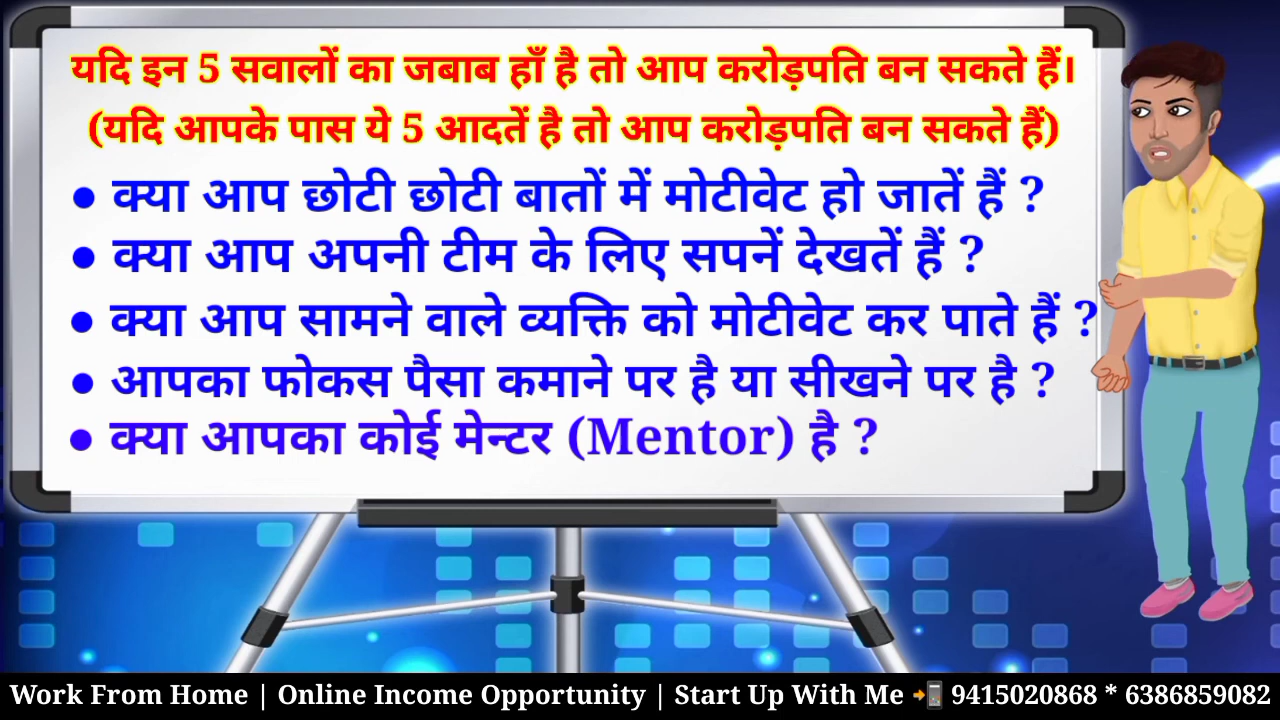 यदि इन 5 सवालों का जबाब हाँ है तो आप करोड़पति बन सकते हैं।
(यदि आपके पास ये 5 आदतें है तो आप करोड़पति बन सकते हैं)
● क्या आप छोटी छोटी बातों में मोटीवेट हो जातें हैं ?
● क्या आप अपनी टीम के लिए सपनें देखतें हैं ?
● क्या आप सामने वाले व्यक्ति को मोटीवेट कर पाते हैं ?
● आपका फोकस पैसा कमाने पर है या सीखने पर है ?
● क्या आपका कोई मेन्टर (Mentor) है ?
Work From Home | Online Income Opportunity | Start Up With Me 📲 9415020868 * 6386859082